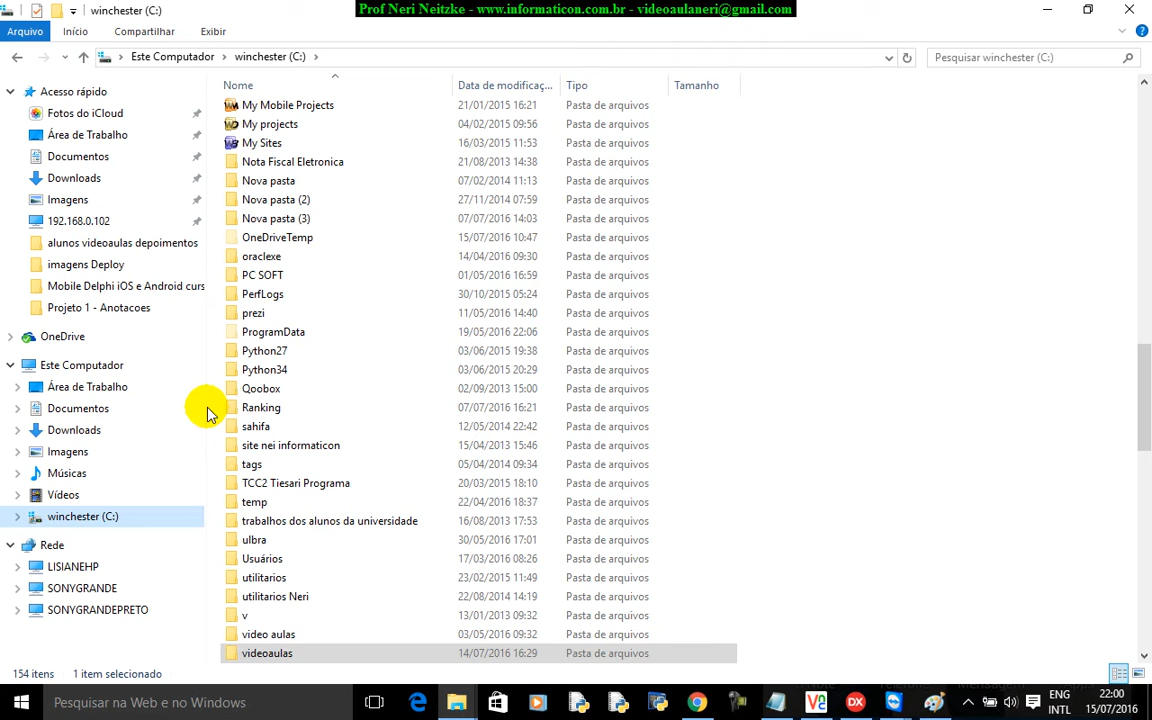 winchester (C:)
Prof Neri Neitzke - www.informaticon.com.br - videoaulaneri@gmail.com
Arquivo Início Compartilhar Exibir
Este Computador winchester (C:)
Pesquisar winchester (C:)
Nome Data de modificaç... Tipo Tamanho
Acesso rápido
Fotos do iCloud
Área de Trabalho
Documentos
Downloads
Imagens
192.168.0.102
alunos videoaulas depoimentos
imagens Deploy
Mobile Delphi iOS e Android curs
Projeto 1 - Anotacoes
OneDrive
Este Computador
Área de Trabalho
Documentos
Downloads
Imagens
Músicas
Vídeos
winchester (C:)
Rede
LISIANEHP
SONYGRANDE
SONYGRANDEPRETO
My Mobile Projects 21/01/2015 16:21 Pasta de arquivos
My projects 04/02/2015 09:56 Pasta de arquivos
My Sites 16/03/2015 11:53 Pasta de arquivos
Nota Fiscal Eletronica 21/08/2013 14:38 Pasta de arquivos
Nova pasta 07/02/2014 11:13 Pasta de arquivos
Nova pasta (2) 27/11/2014 07:59 Pasta de arquivos
Nova pasta (3) 07/07/2016 14:03 Pasta de arquivos
OneDriveTemp 15/07/2016 10:47 Pasta de arquivos
oraclexe 14/04/2016 09:30 Pasta de arquivos
PC SOFT 01/05/2016 16:59 Pasta de arquivos
PerfLogs 30/10/2015 05:24 Pasta de arquivos
prezi 11/05/2016 14:40 Pasta de arquivos
ProgramData 19/05/2016 22:06 Pasta de arquivos
Python27 03/06/2015 19:38 Pasta de arquivos
Python34 03/06/2015 20:29 Pasta de arquivos
Qoobox 02/09/2013 15:00 Pasta de arquivos
Ranking 07/07/2016 16:21 Pasta de arquivos
sahifa 12/05/2014 22:42 Pasta de arquivos
site nei informaticon 15/04/2013 15:46 Pasta de arquivos
tags 05/04/2014 09:34 Pasta de arquivos
TCC2 Tiesari Programa 20/03/2015 18:10 Pasta de arquivos
temp 22/04/2016 18:37 Pasta de arquivos
trabalhos dos alunos da universidade 16/08/2013 17:53 Pasta de arquivos
ulbra 30/05/2016 17:01 Pasta de arquivos
Usuários 17/03/2016 08:26 Pasta de arquivos
utilitarios 23/02/2015 11:49 Pasta de arquivos
utilitarios Neri 22/08/2014 14:19 Pasta de arquivos
v 13/01/2013 09:32 Pasta de arquivos
video aulas 03/05/2016 09:32 Pasta de arquivos
videoaulas 14/07/2016 16:29 Pasta de arquivos
154 itens 1 item selecionado
Pesquisar na Web e no Windows
ENG
INTL
22:00
15/07/2016